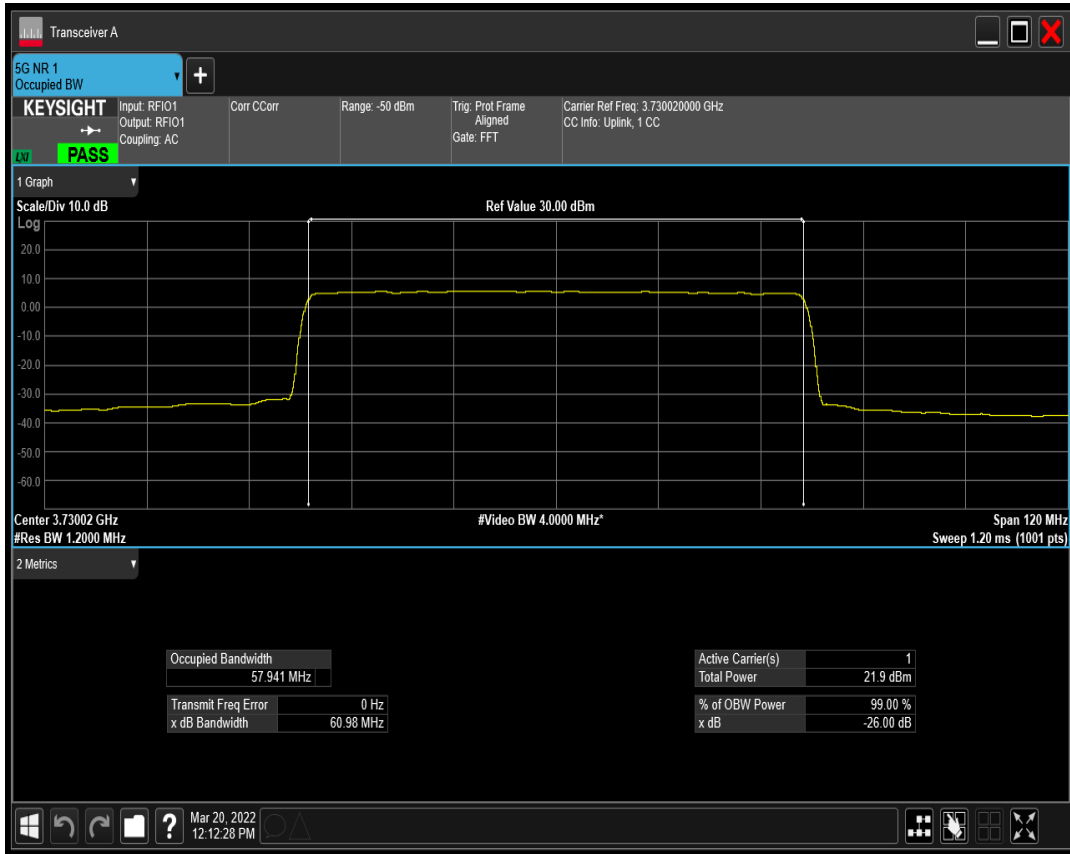 Transceiver A
5G NR 1
Occupied BW
KEYSIGHT
LXI
PASS
Input: RFIO1
Output: RFIO1
Coupling: AC
Corr CCorr
Range: -50 dBm
Trig: Prot Frame
Aligned
Gate: FFT
Carrier Ref Freq: 3.730020000 GHz
CC Info: Uplink, 1 CC
1 Graph
Scale/Div 10.0 dB
Ref Value 30.00 dBm
Log
20.0
10.0
0.00
-10.0
-20.0
-30.0
-40.0
-50.0
-60.0
Center 3.73002 GHz
#Video BW 4.0000 MHz*
Span 120 MHz
#Res BW 1.2000 MHz
Sweep 1.20 ms (1001 pts)
2 Metrics
Occupied Bandwidth
57.941 MHz
Transmit Freq Error 0 Hz
x dB Bandwidth 60.98 MHz
Active Carrier(s) 1
Total Power 21.9 dBm
% of OBW Power 99.00 %
x dB -26.00 dB
?
Mar 20, 2022
12:12:28 PM